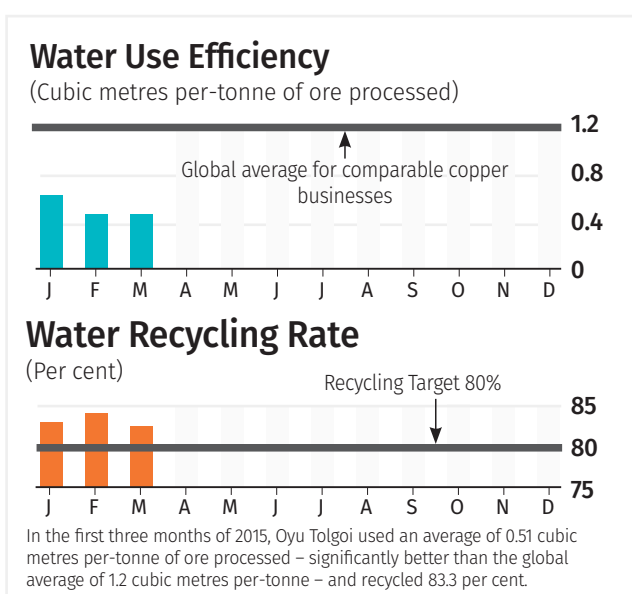 Water Use Efficiency
(Cubic metres per-tonne of ore processed)
1.2
Global average for comparable copper
businesses
0.8
0.4
0
J F M A M J J A S O N D
Water Recycling Rate
(Per cent)
Recycling Target 80%
85
80
75
J F M A M J J A S O N D
In the first three months of 2015, Oyu Tolgoi used an average of 0.51 cubic
metres per-tonne of ore processed – significantly better than the global
average of 1.2 cubic metres per-tonne – and recycled 83.3 per cent.